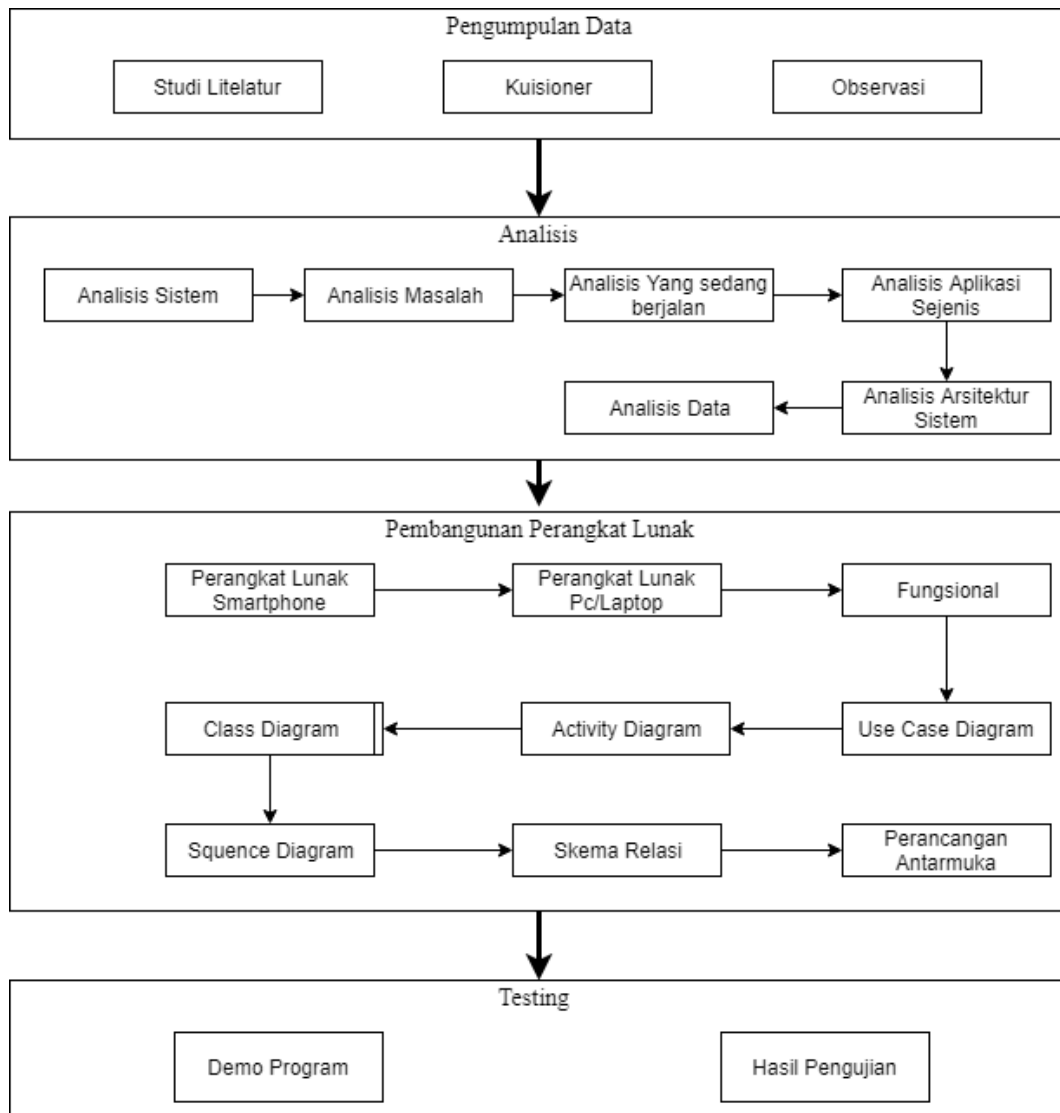 Pengumpulan Data
Studi Litelatur
Kuisioner
Observasi
Analisis
Analisis Sistem
Analisis Masalah
Analisis Yang sedang
berjalan
Analisis Aplikasi
Sejenis
Analisis Data
Analisis Arsitektur
Sistem
Pembangunan Perangkat Lunak
Perangkat Lunak
Smartphone
Perangkat Lunak
Pc/Laptop
Fungsional
Class Diagram
Activity Diagram
Use Case Diagram
Squence Diagram
Skema Relasi
Perancangan
Antarmuka
Testing
Demo Program
Hasil Pengujian